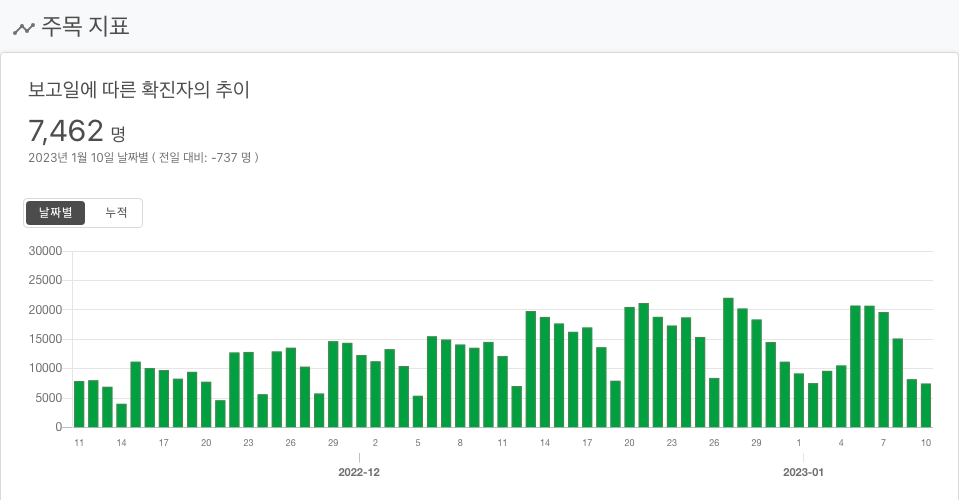 주목 지표
보고일에 따른 확진자의 추이
7,462 명
2023년 1월 10일 날짜별 ( 전일 대비: -737 명 )
날짜별 누적
30000
25000
20000
15000
10000
5000
0
11 14 17 20 23 26 29 2 5 8 11 14 17 20 23 26 29 1 4 7 10
2022-12 2023-01